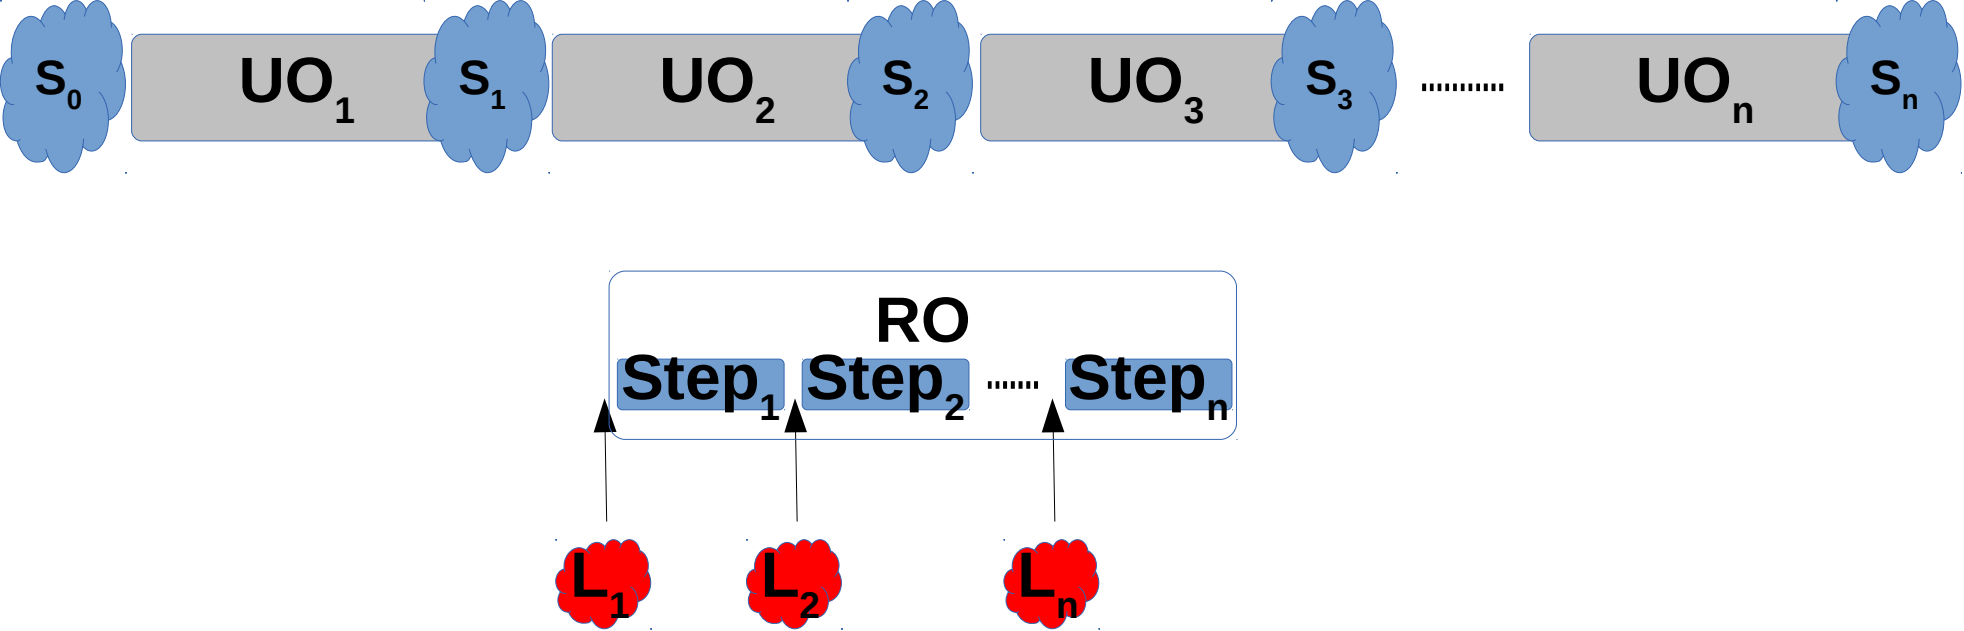 S0 UO1 S1 UO2 S2 UO3 S3 ........... UOn Sn
RO
Step1 Step2 ....... Stepn
L1 L2 Ln